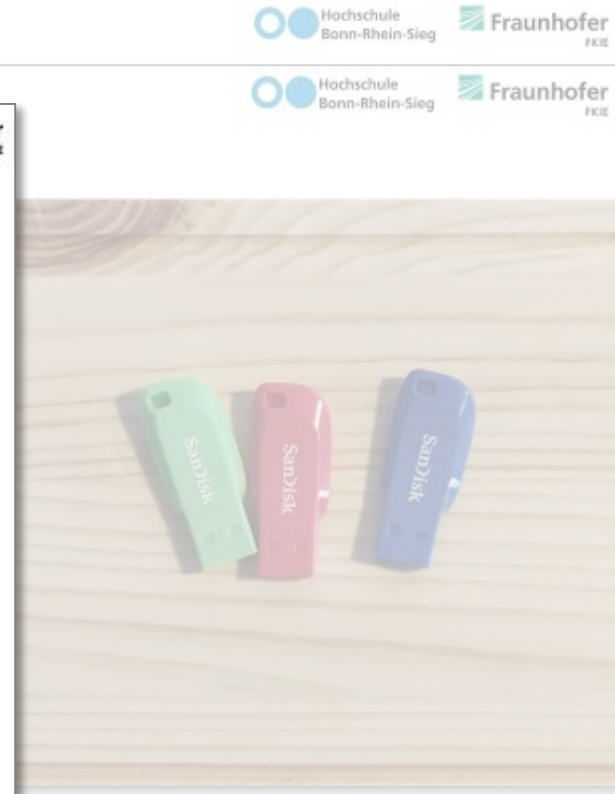 Hochschule
Bonn-Rhein-Sieg
Fraunhofer
FKIE
Hochschule
Bonn-Rhein-Sieg
Fraunhofer
FKIE
SanDisk
SanDisk
SanDisk